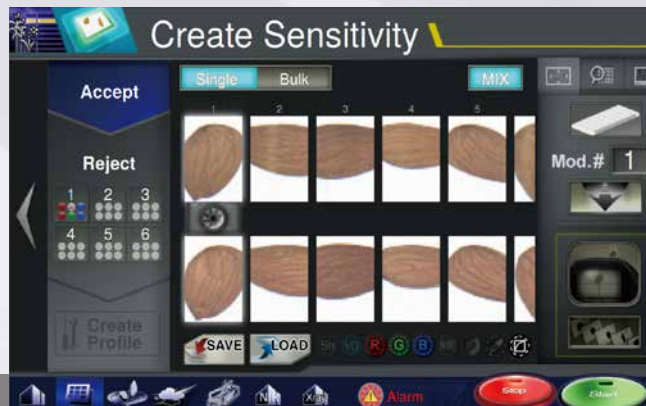 Create Sensitivity
Accept
Single Bulk MIX
1 2 3 4 5
Reject
1 2 3
4 5 6
Mod.# 1
Create
Profile
SAVE LOAD R G B
Alarm Stop Start